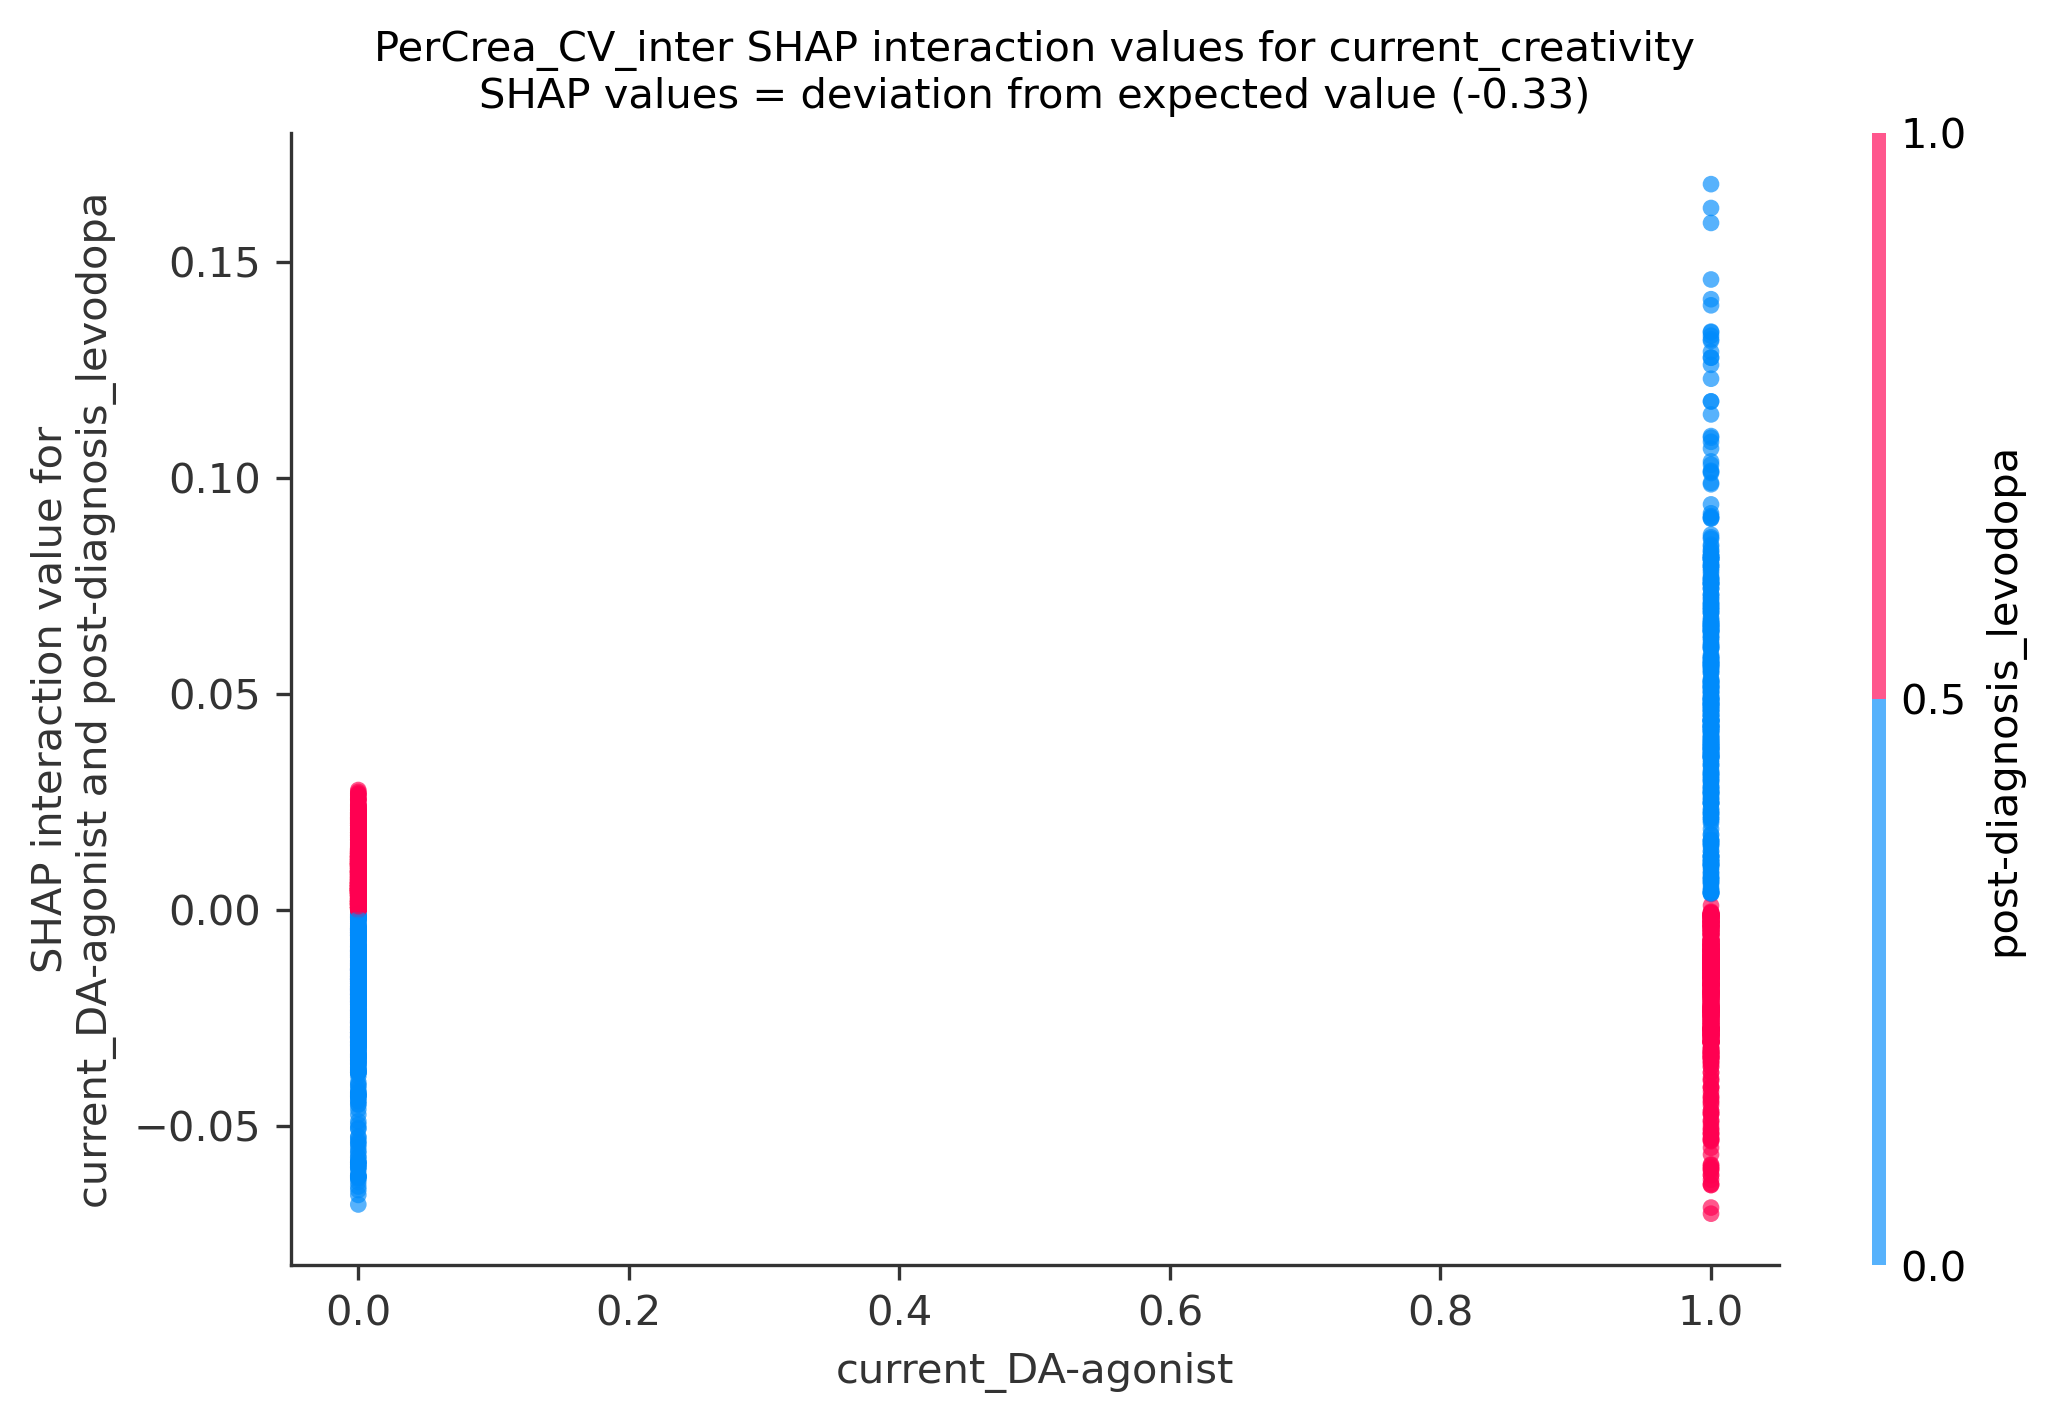 PerCrea_CV_inter SHAP interaction values for current_creativity
SHAP values = deviation from expected value (-0.33)
SHAP interaction value for
current_DA-agonist and post-diagnosis_levodopa
0.15
0.10
0.05
0.00
−0.05
0.0
0.2
0.4
0.6
0.8
1.0
current_DA-agonist
1.0
0.5
0.0
post-diagnosis_levodopa